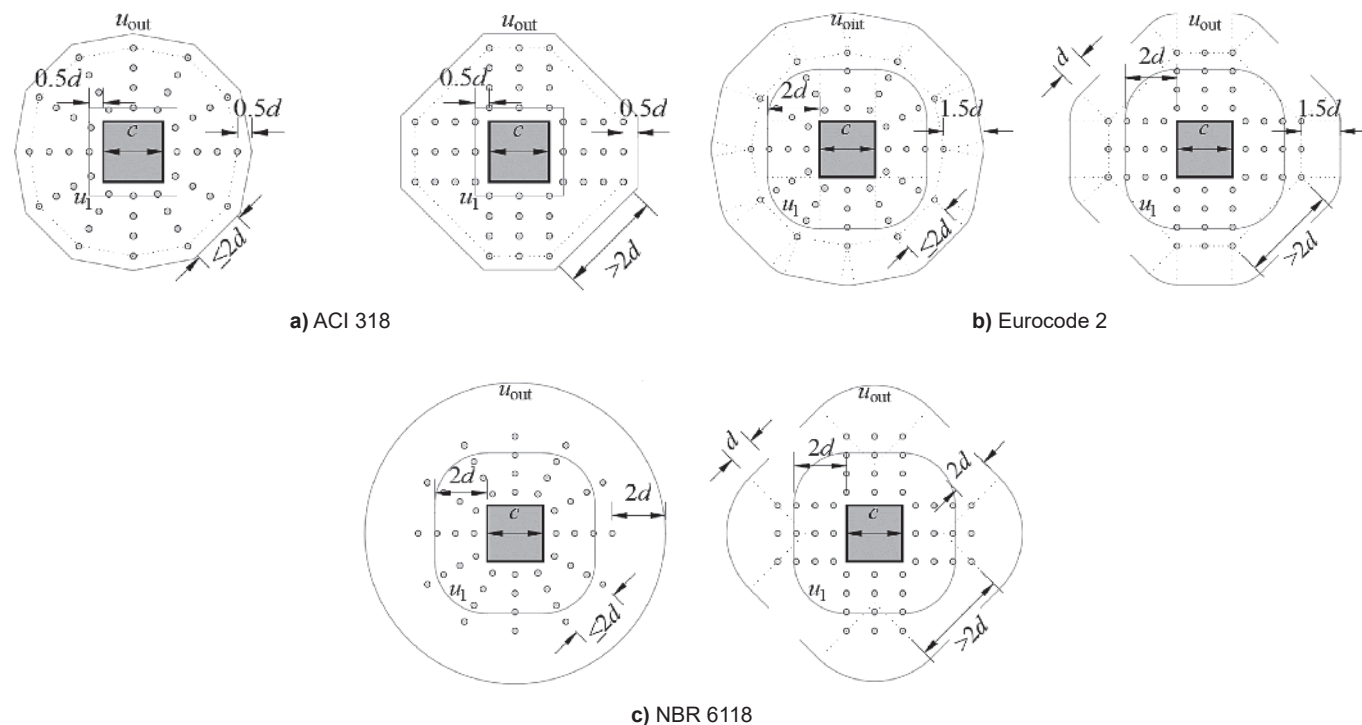 u_out
0.5d
0.5d
c
u_1
≤2d
u_out
0.5d
0.5d
c
u_1
>2d
a) ACI 318
u_out
2d
1.5d
c
u_1
≤2d
u_out
d
2d
1.5d
c
u_1
>2d
b) Eurocode 2
u_out
2d
2d
c
u_1
≤2d
u_out
d
2d
2d
c
u_1
>2d
c) NBR 6118